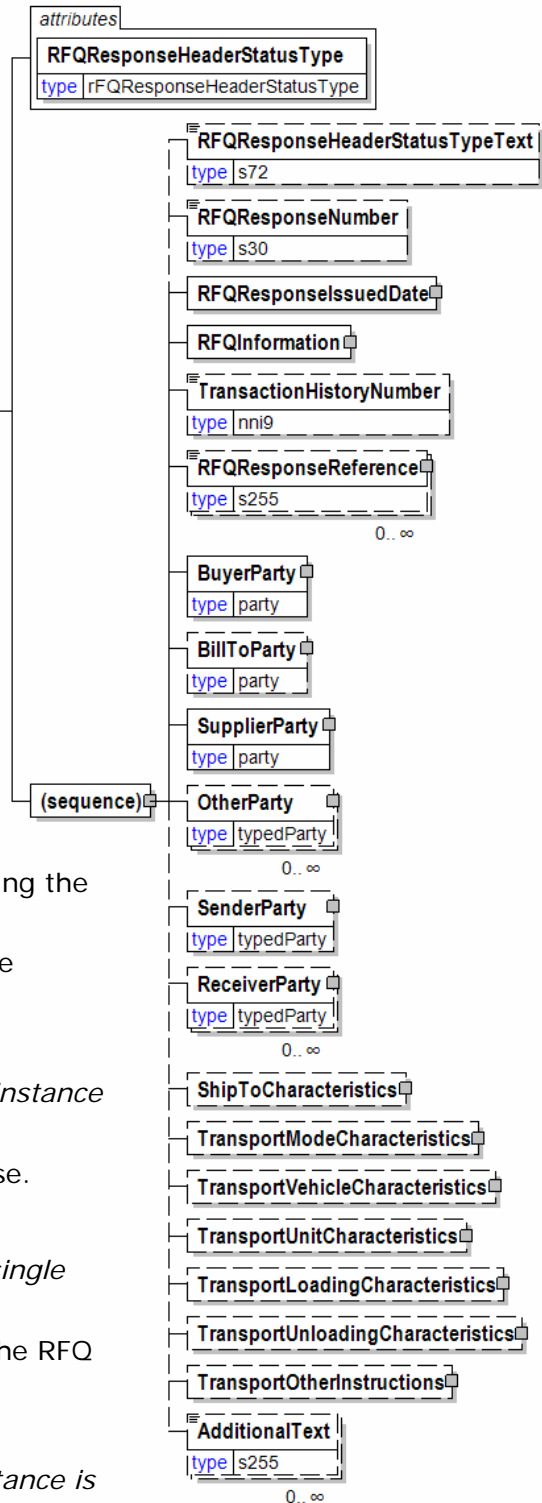 attributes
RFQResponseHeaderStatusType
type rFQResponseHeaderStatusType
RFQResponseHeaderStatusTypeText
type s72
RFQResponseNumber
type s30
RFQResponseIssuedDate
RFQInformation
TransactionHistoryNumber
type nni9
RFQResponseReference
type s255
0.. ∞
BuyerParty
type party
BillToParty
type party
SupplierParty
type party
(sequence)
OtherParty
type typedParty
0.. ∞
ing the
SenderParty
type typedParty
e
ReceiverParty
type typedParty
0.. ∞
instance
ShipToCharacteristics
TransportModeCharacteristics
se.
TransportVehicleCharacteristics
TransportUnitCharacteristics
single
TransportLoadingCharacteristics
TransportUnloadingCharacteristics
he RFQ
TransportOtherInstructions
AdditionalText
type s255
tance is
0.. ∞